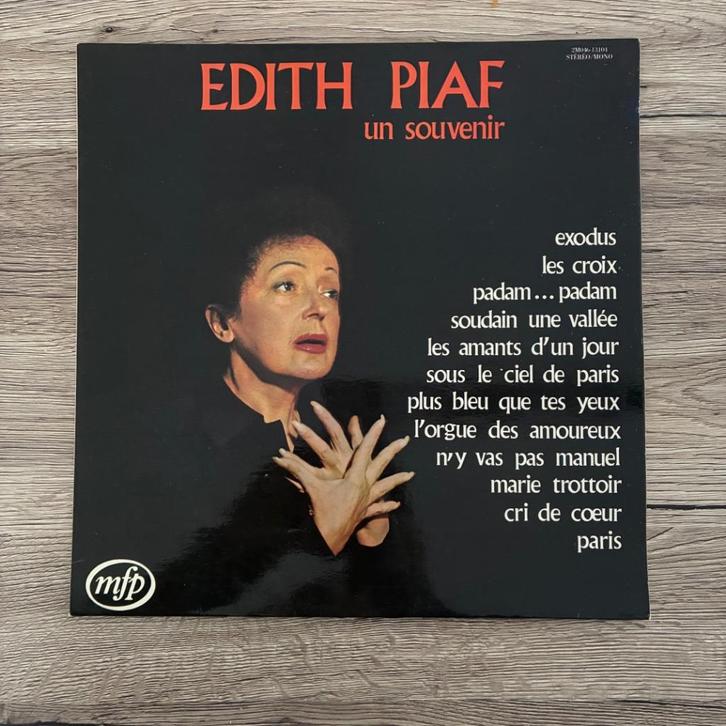 2M046-13104
STÉRÉO/MONO
EDITH PIAF
un souvenir
exodus
les croix
padam...padam
soudain une vallée
les amants d'un jour
sous le ciel de paris
plus bleu que tes yeux
l'orgue des amoureux
n'y vas pas manuel
marie trottoir
cri de cœur
paris
mfp